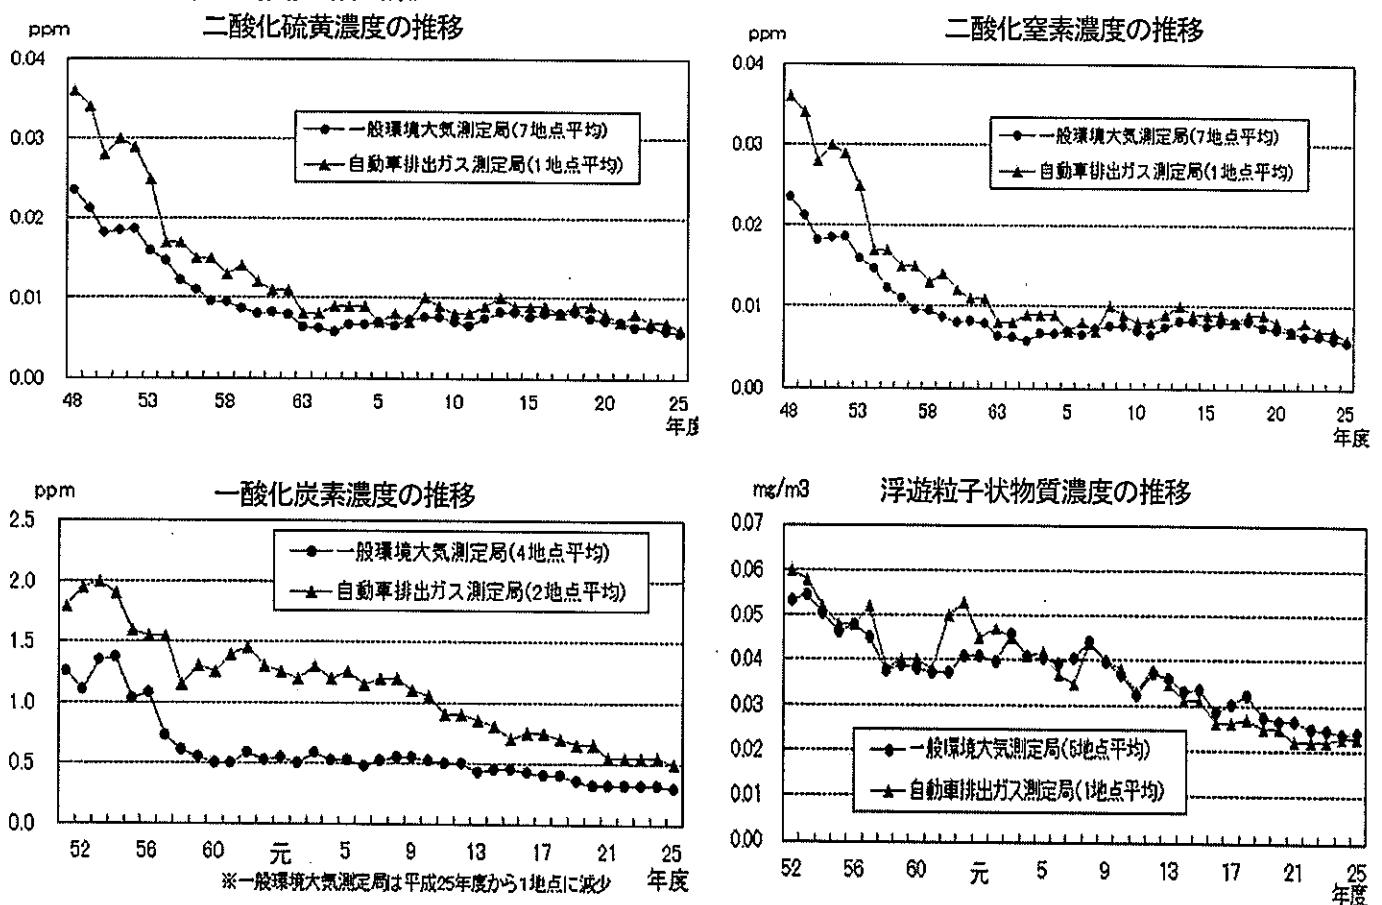 二酸化硫黄濃度の推移
ppm
0.04
0.03
0.02
0.01
0.00
一般環境大気測定局(7地点平均)
自動車排出ガス測定局(1地点平均)
48 53 58 63 5 10 15 20 25
年度
二酸化窒素濃度の推移
ppm
0.04
0.03
0.02
0.01
0.00
一般環境大気測定局(7地点平均)
自動車排出ガス測定局(1地点平均)
48 53 58 63 5 10 15 20 25
年度
一酸化炭素濃度の推移
ppm
2.5
2.0
1.5
1.0
0.5
0.0
一般環境大気測定局(4地点平均)
自動車排出ガス測定局(2地点平均)
52 56 60 元 5 9 13 17 21 25
※一般環境大気測定局は平成25年度から1地点に減少
年度
浮遊粒子状物質濃度の推移
mg/m3
0.07
0.06
0.05
0.04
0.03
0.02
0.01
0.00
一般環境大気測定局(5地点平均)
自動車排出ガス測定局(1地点平均)
52 56 60 元 5 9 13 17 21 25
年度